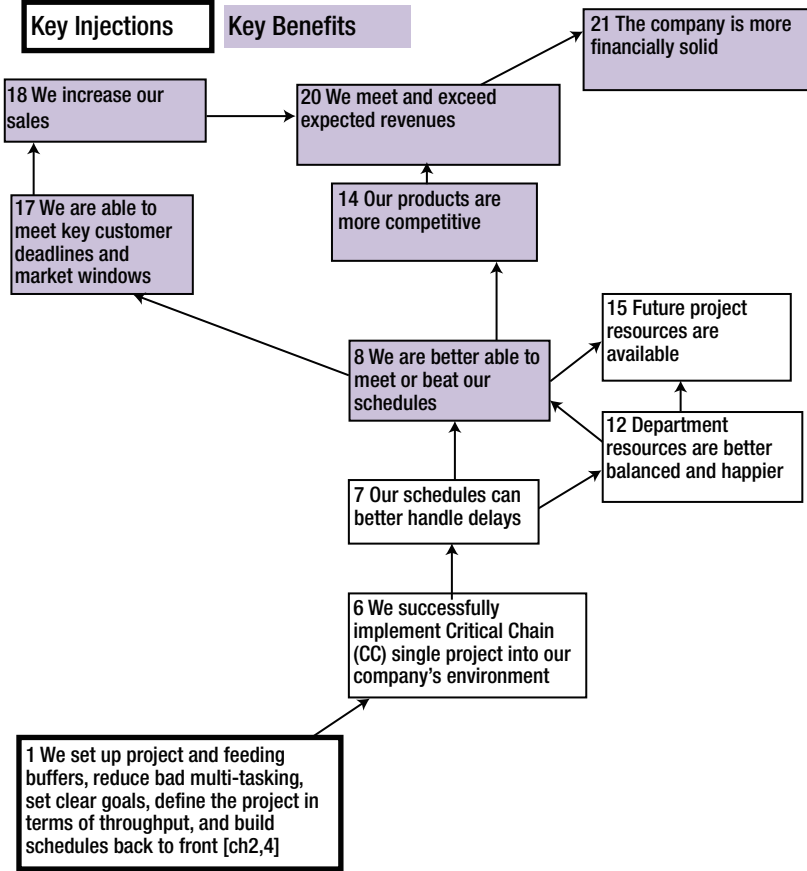 Key Injections
Key Benefits
21 The company is more
financially solid
18 We increase our
sales
20 We meet and exceed
expected revenues
17 We are able to
meet key customer
deadlines and
market windows
14 Our products are
more competitive
15 Future project
resources are
available
8 We are better able to
meet or beat our
schedules
12 Department
resources are better
balanced and happier
7 Our schedules can
better handle delays
6 We successfully
implement Critical Chain
(CC) single project into our
company’s environment
1 We set up project and feeding
buffers, reduce bad multi-tasking,
set clear goals, define the project in
terms of throughput, and build
schedules back to front [ch2,4]